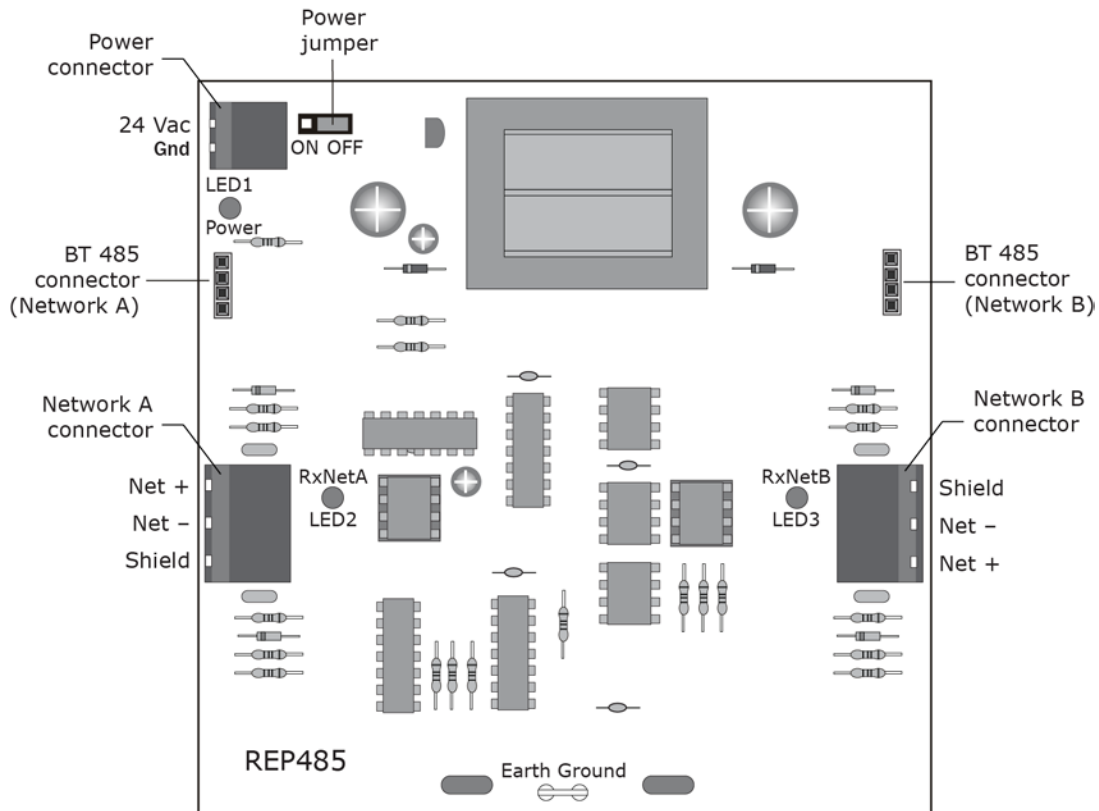 Power
jumper
Power
connector
24 Vac
Gnd
ON OFF
LED1
Power
BT 485
connector
(Network A)
BT 485
connector
(Network B)
Network A
connector
Network B
connector
Net +
Net –
Shield
RxNetA
LED2
RxNetB
LED3
Shield
Net –
Net +
REP485
Earth Ground